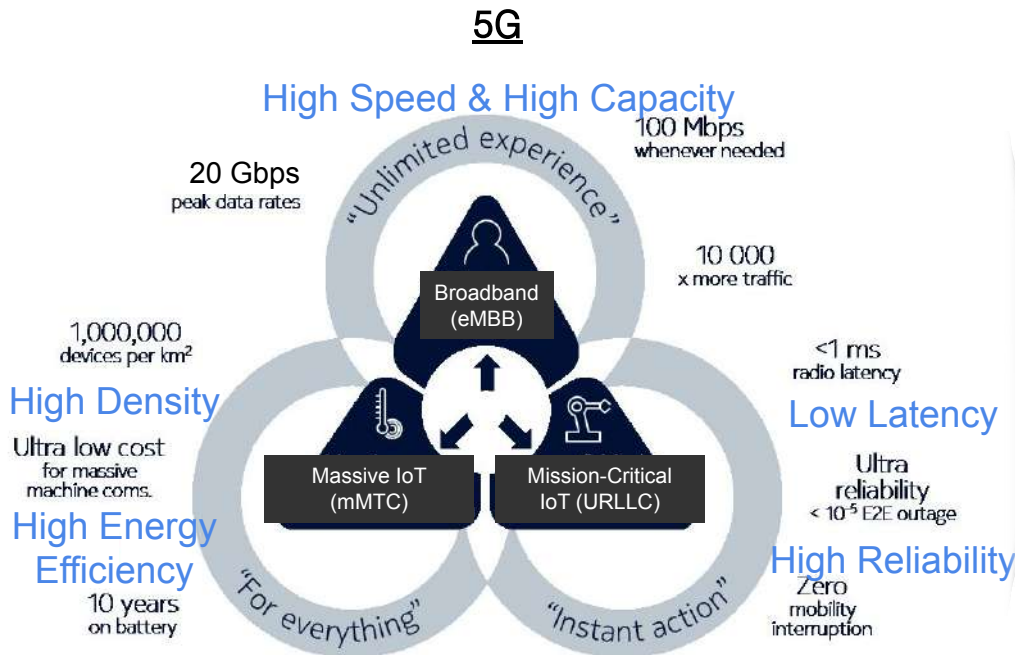 5G
High Speed & High Capacity
100 Mbps
whenever needed
"Unlimited experience"
20 Gbps
peak data rates
10 000
x more traffic
Broadband
(eMBB)
1,000,000
devices per km²
<1 ms
radio latency
High Density
Low Latency
Ultra low cost
for massive
machine coms.
Massive IoT
(mMTC)
Mission-Critical
IoT (URLLC)
Ultra
reliability
< 10⁻⁵ E2E outage
High Energy
Efficiency
High Reliability
10 years
on battery
"For everything"
"Instant action"
Zero
mobility
interruption